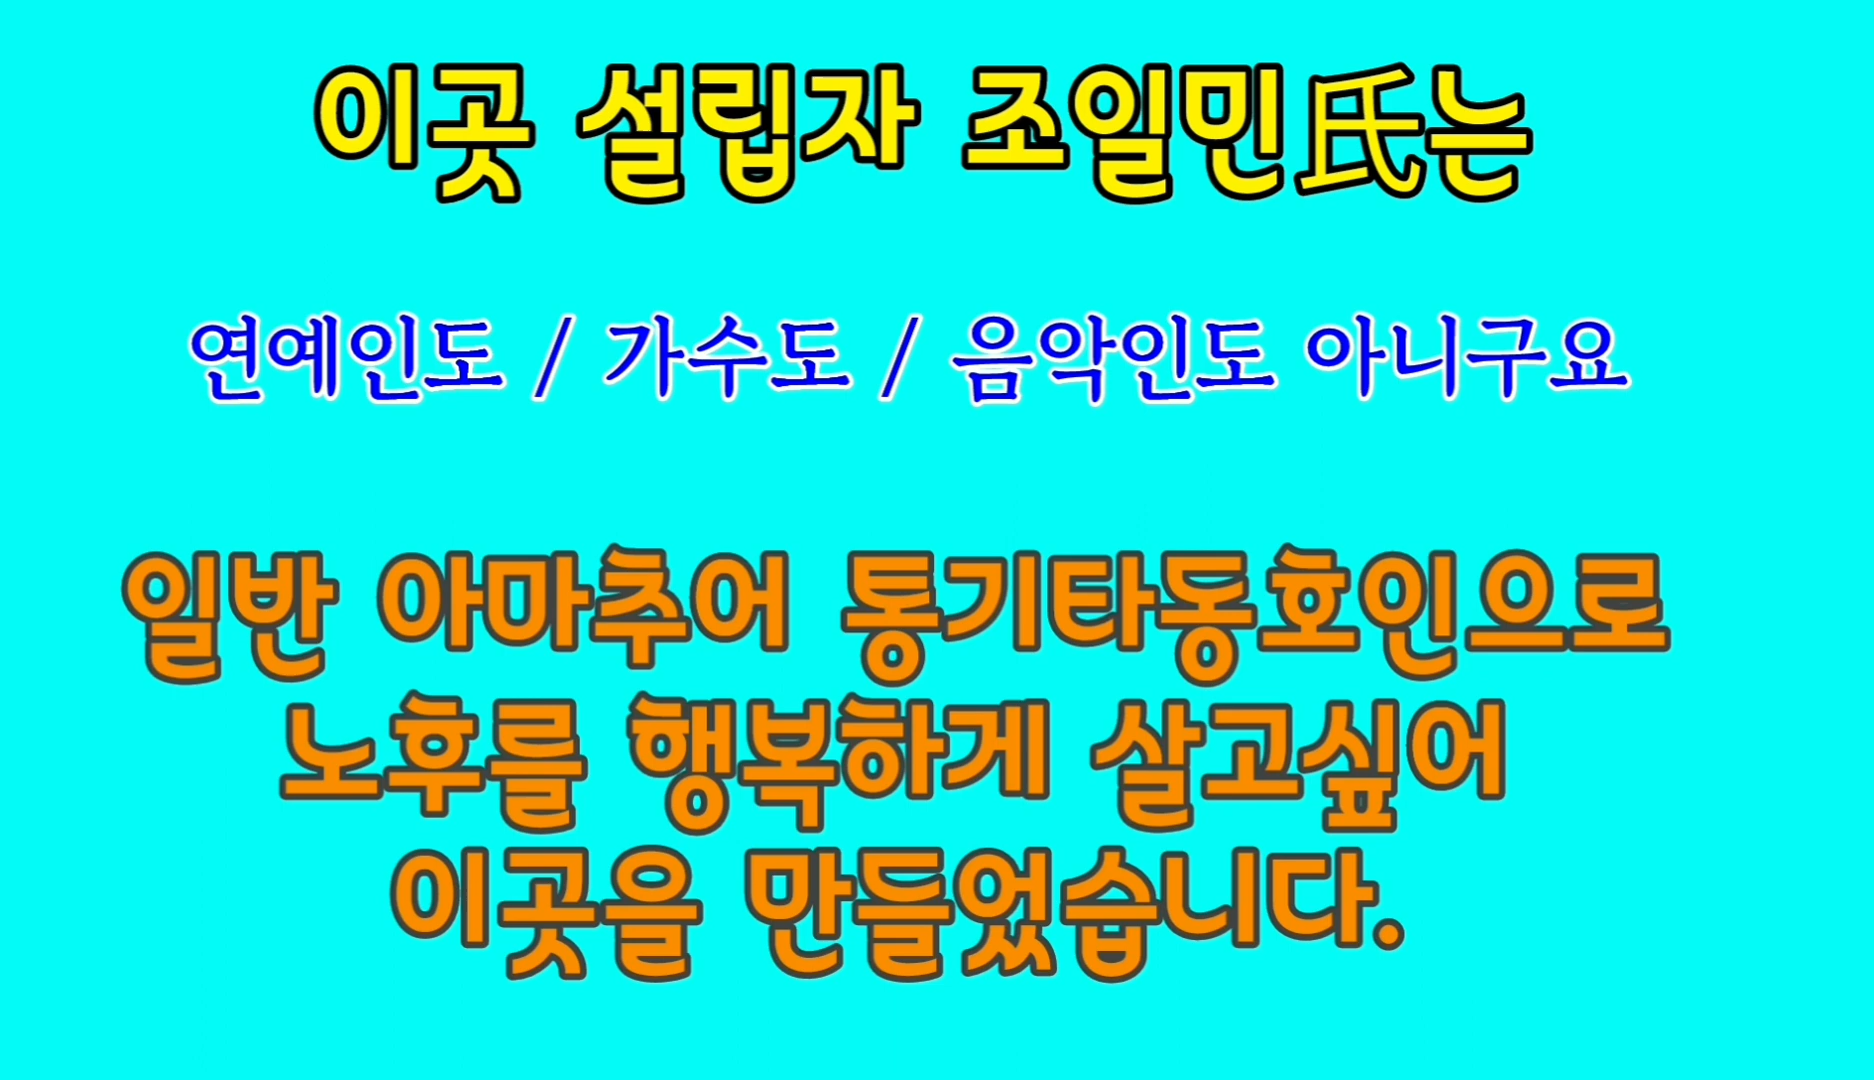 이곳 설립자 조일민氏는
연예인도 / 가수도 / 음악인도 아니구요
일반 아마추어 통기타동호인으로
노후를 행복하게 살고싶어
이곳을 만들었습니다.